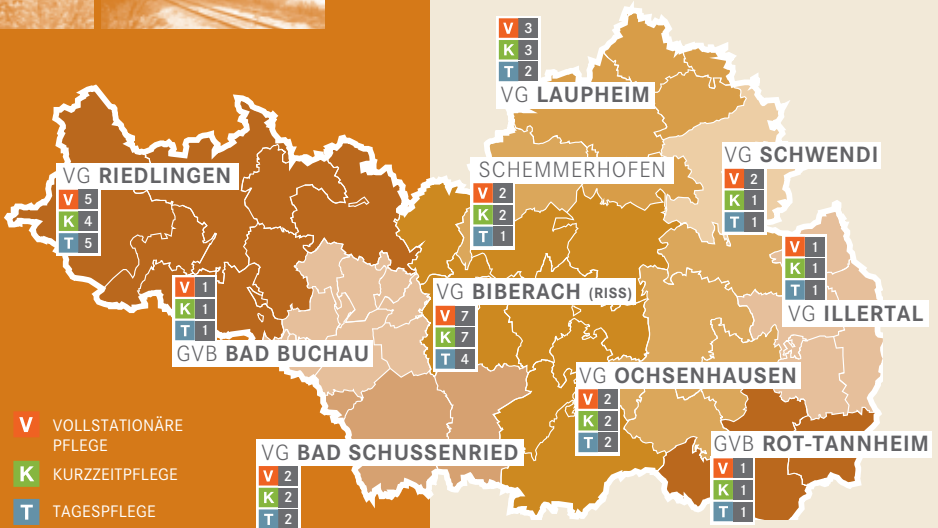 V 3
K 3
T 2
VG LAUPHEIM
VG RIEDLINGEN
V 5
K 4
T 5
SCHEMMERHOFEN
V 2
K 2
T 1
VG SCHWENDI
V 2
K 1
T 1
V 1
K 1
T 1
VG ILLERTAL
V 1
K 1
T 1
GVB BAD BUCHAU
VG BIBERACH (RISS)
V 7
K 7
T 4
VG OCHSENHAUSEN
V 2
K 2
T 2
VG BAD SCHUSSENRIED
V 2
K 2
T 2
GVB ROT-TANNHEIM
V 1
K 1
T 1
V VOLLSTATIONÄRE
PFLEGE
K KURZZEITPFLEGE
T TAGESPFLEGE